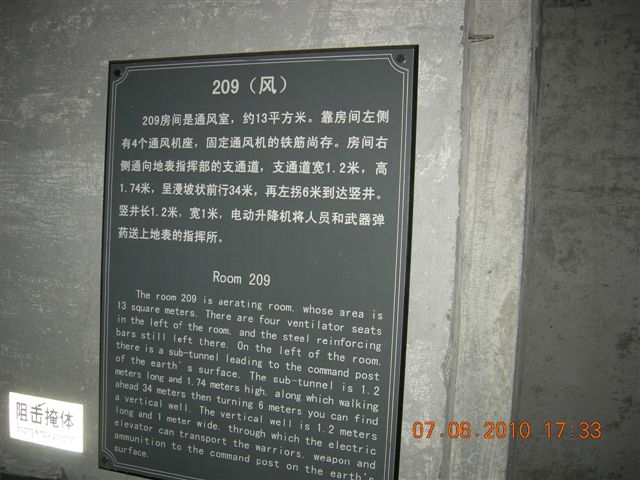 209（风）
209房间是通风室，约13平方米。靠房间左侧
有4个通风机座，固定通风机的铁筋尚存。房间右
侧通向地表指挥部的支通道，支通道宽1.2米，高
1.74米，呈漫坡状前行34米，再左拐6米到达竖井。
竖井长1.2米，宽1米，电动升降机将人员和武器弹
药送上地表的指挥所。
Room 209
The room 209 is aerating room. whose area is
13 square meters. There are four ventilator seats
in the left of the room. and the steel reinforcing
bars still left there. On the left of the room.
there is a sub-tunnel leading to the command post
of the earth's surface. The sub-tunnel is 1.2
meters long and 1.74 meters high. along which walking
ahead 34 meters then turning 6 meters you can find
a vertical well. The vertical well is 1.2 meters
long and 1 meter wide. through which the electric
elevator can transport the warriors. weapon and
ammunition to the command post on the earth's
surface.
阻击掩体
07.06.2010 17:33